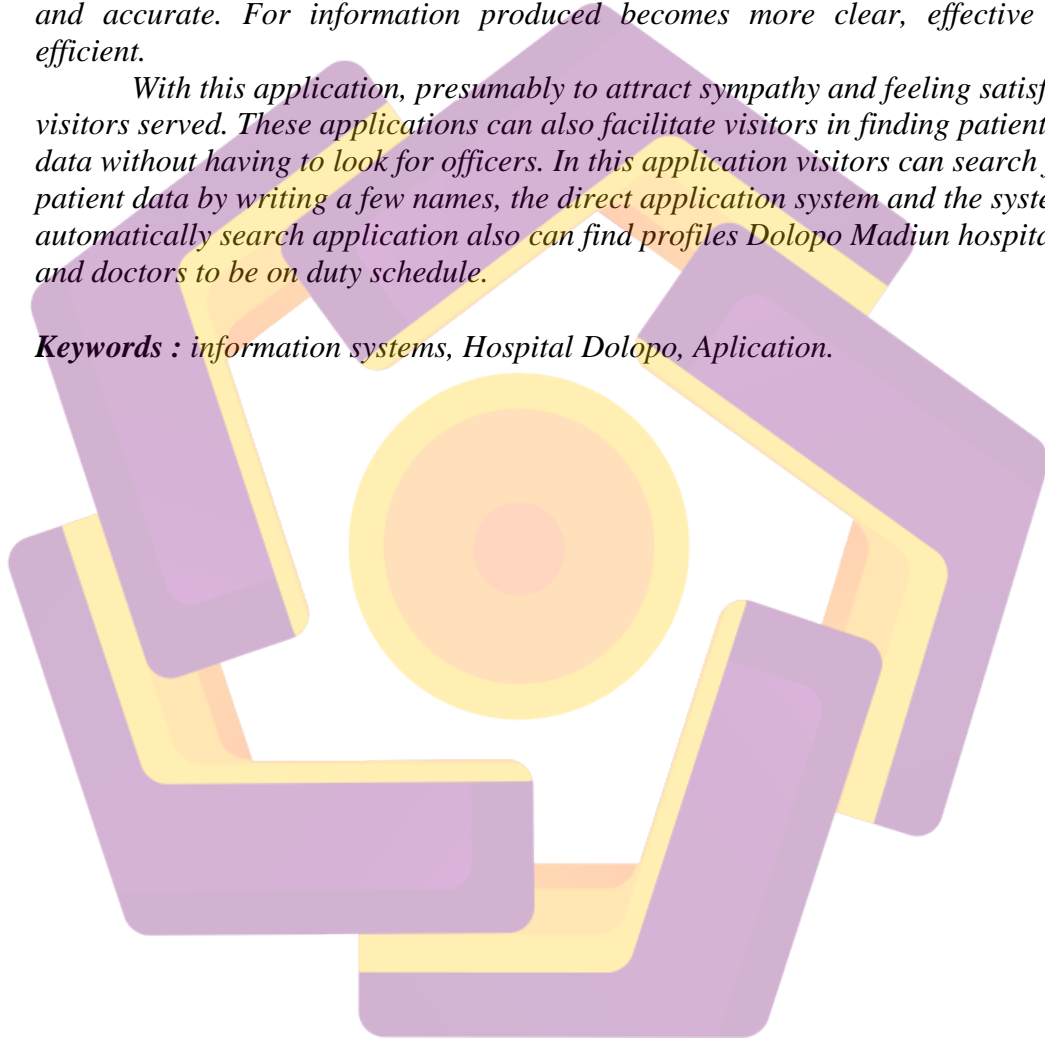 and accurate. For information produced becomes more clear, effective
efficient.
With this application, presumably to attract sympathy and feeling satisf
visitors served. These applications can also facilitate visitors in finding patient
data without having to look for officers. In this application visitors can search
patient data by writing a few names, the direct application system and the syste
automatically search application also can find profiles Dolopo Madiun hospita
and doctors to be on duty schedule.
Keywords : information systems, Hospital Dolopo, Aplication.